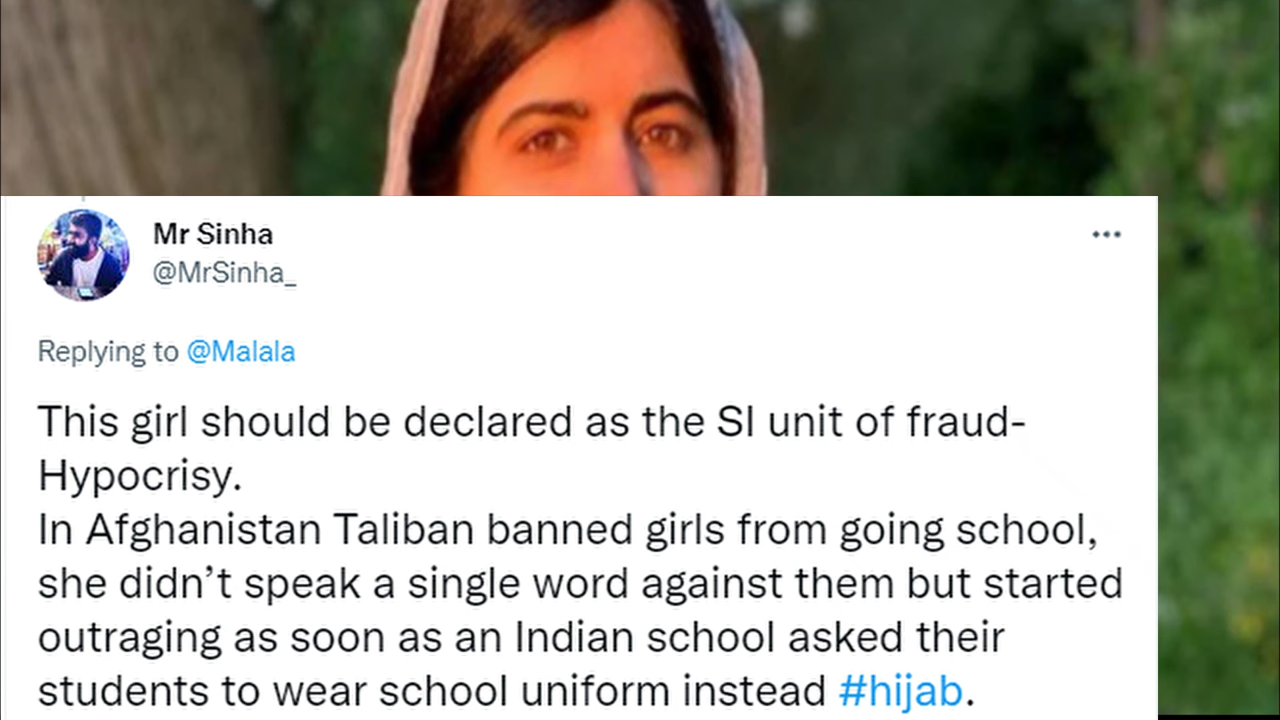 Mr Sinha
@MrSinha_
Replying to @Malala
This girl should be declared as the SI unit of fraud-
Hypocrisy.
In Afghanistan Taliban banned girls from going school,
she didn’t speak a single word against them but started
outraging as soon as an Indian school asked their
students to wear school uniform instead #hijab.